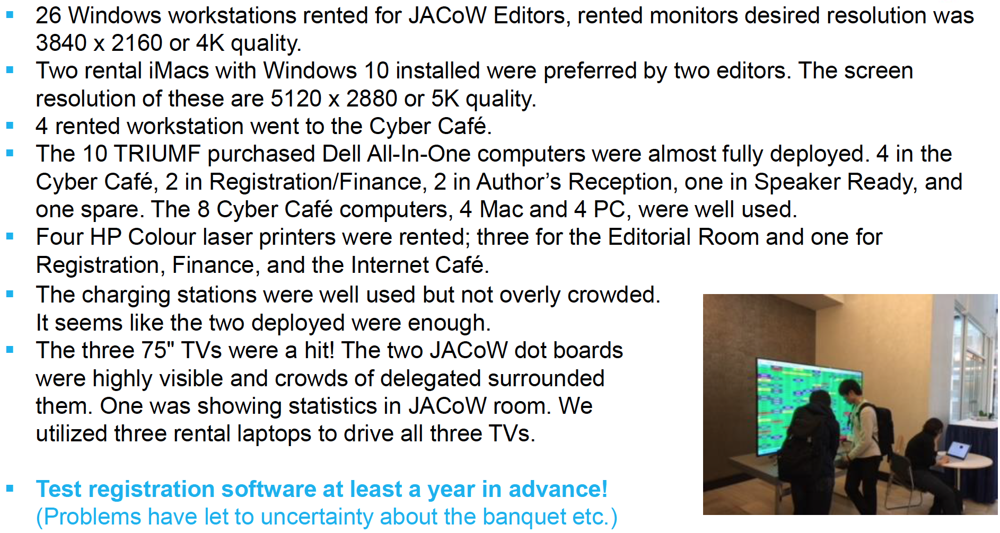 26 Windows workstations rented for JACoW Editors, rented monitors desired resolution was
3840 x 2160 or 4K quality.
Two rental iMacs with Windows 10 installed were preferred by two editors. The screen
resolution of these are 5120 x 2880 or 5K quality.
4 rented workstation went to the Cyber Café.
The 10 TRIUMF purchased Dell All-In-One computers were almost fully deployed. 4 in the
Cyber Café, 2 in Registration/Finance, 2 in Author’s Reception, one in Speaker Ready, and
one spare. The 8 Cyber Café computers, 4 Mac and 4 PC, were well used.
Four HP Colour laser printers were rented; three for the Editorial Room and one for
Registration, Finance, and the Internet Café.
The charging stations were well used but not overly crowded.
It seems like the two deployed were enough.
The three 75" TVs were a hit! The two JACoW dot boards
were highly visible and crowds of delegated surrounded
them. One was showing statistics in JACoW room. We
utilized three rental laptops to drive all three TVs.
Test registration software at least a year in advance!
(Problems have let to uncertainty about the banquet etc.)